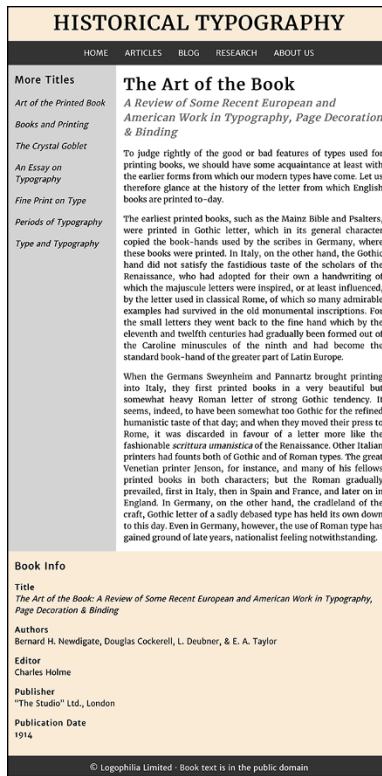 HISTORICAL TYPOGRAPHY
HOME ARTICLES BLOG RESEARCH ABOUT US
More Titles
Art of the Printed Book
Books and Printing
The Crystal Goblet
An Essay on
Typography
Fine Print on Type
Periods of Typography
Type and Typography
The Art of the Book
A Review of Some Recent European and
American Work in Typography, Page Decoration
& Binding
To judge rightly of the good or bad features of types used for
printing books, we should have some acquaintance at least with
the earlier forms from which our modern types have come. Let us
therefore glance at the history of the letter from which English
books are printed to-day.
The earliest printed books, such as the Mainz Bible and Psalters,
were printed in Gothic letter, which in its general character
copied the book-hands used by the scribes in Germany, where
these books were printed. In Italy, on the other hand, the Gothic
hand did not satisfy the fastidious taste of the scholars of the
Renaissance, who had adopted for their own a handwriting of
which the majuscule letters were inspired, or at least influenced,
by the letter used in classical Rome, of which so many admirable
examples had survived in the old monumental inscriptions. For
the small letters they went back to the fine hand which by the
eleventh and twelfth centuries had gradually been formed out of
the Caroline minuscules of the ninth and had become the
standard book-hand of the greater part of Latin Europe.
When the Germans Sweynheim and Pannartz brought printing
into Italy, they first printed books in a very beautiful but
somewhat heavy Roman letter of strong Gothic tendency. It
seems, indeed, to have been somewhat too Gothic for the refined
humanistic taste of that day; and when they moved their press to
Rome, it was discarded in favour of a letter more like the
fashionable scrittura umanistica of the Renaissance. Other Italian
printers had founts both of Gothic and of Roman types. The great
Venetian printer Jenson, for instance, and many of his fellows
printed books in both characters; but the Roman gradually
prevailed, first in Italy, then in Spain and France, and later on in
England. In Germany, on the other hand, the cradleland of the
craft, Gothic letter of a sadly debased type has held its own down
to this day. Even in Germany, however, the use of Roman type has
gained ground of late years, nationalist feeling notwithstanding.
Book Info
Title
The Art of the Book: A Review of Some Recent European and American Work in Typography,
Page Decoration & Binding
Authors
Bernard H. Newdigate, Douglas Cockerell, L. Deubner, & E. A. Taylor
Editor
Charles Holme
Publisher
"The Studio" Ltd., London
Publication Date
1914
© Logophilia Limited · Book text is in the public domain